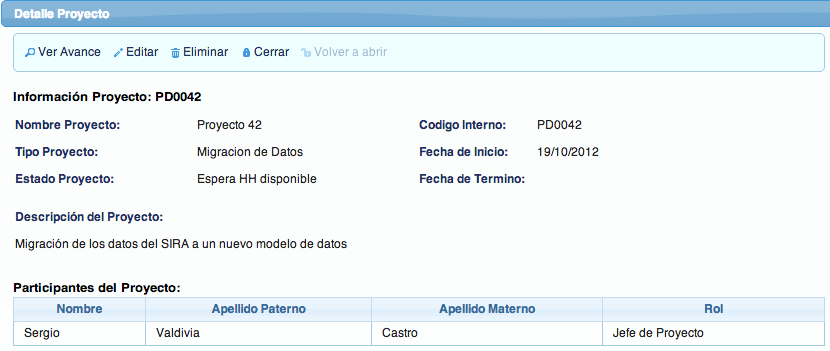 Detalle Proyecto
Ver Avance Editar Eliminar Cerrar Volver a abrir
Información Proyecto: PD0042
Nombre Proyecto: Proyecto 42 Codigo Interno: PD0042
Tipo Proyecto: Migracion de Datos Fecha de Inicio: 19/10/2012
Estado Proyecto: Espera HH disponible Fecha de Termino:
Descripción del Proyecto:
Migración de los datos del SIRA a un nuevo modelo de datos
Participantes del Proyecto:
Nombre Apellido Paterno Apellido Materno Rol
Sergio Valdivia Castro Jefe de Proyecto